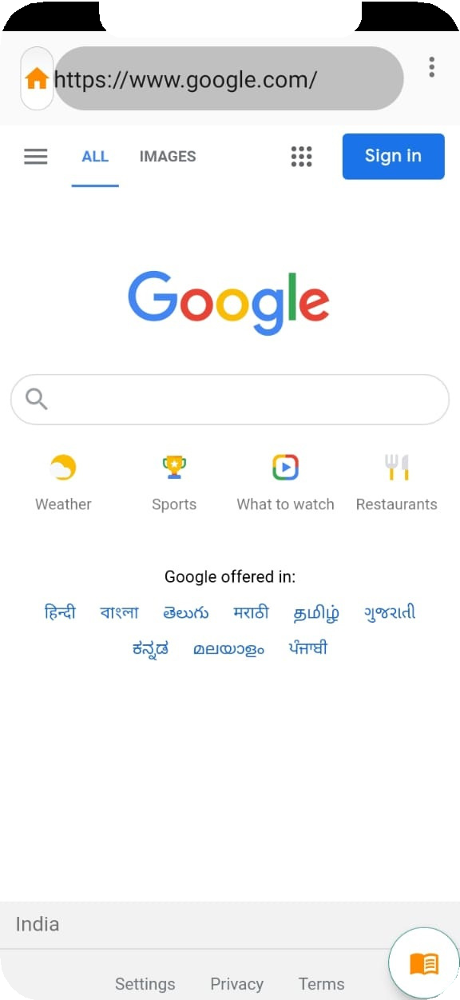 https://www.google.com/
ALL IMAGES Sign in
Google
Weather Sports What to watch Restaurants
Google offered in:
हिन्दी বাংলা తెలుగు मराठी தமிழ் ગુજરાતી
ಕನ್ನಡ മലയാളം ਪੰਜਾਬੀ
India
Settings Privacy Terms